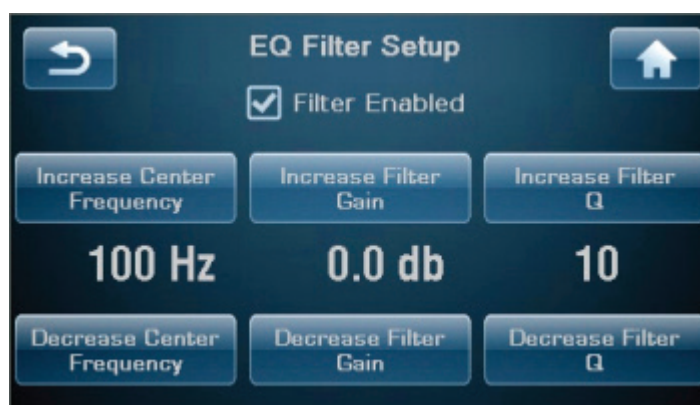 EQ Filter Setup
Filter Enabled
Increase Center
Frequency
Increase Filter
Gain
Increase Filter
Q
100 Hz
0.0 db
10
Decrease Center
Frequency
Decrease Filter
Gain
Decrease Filter
Q